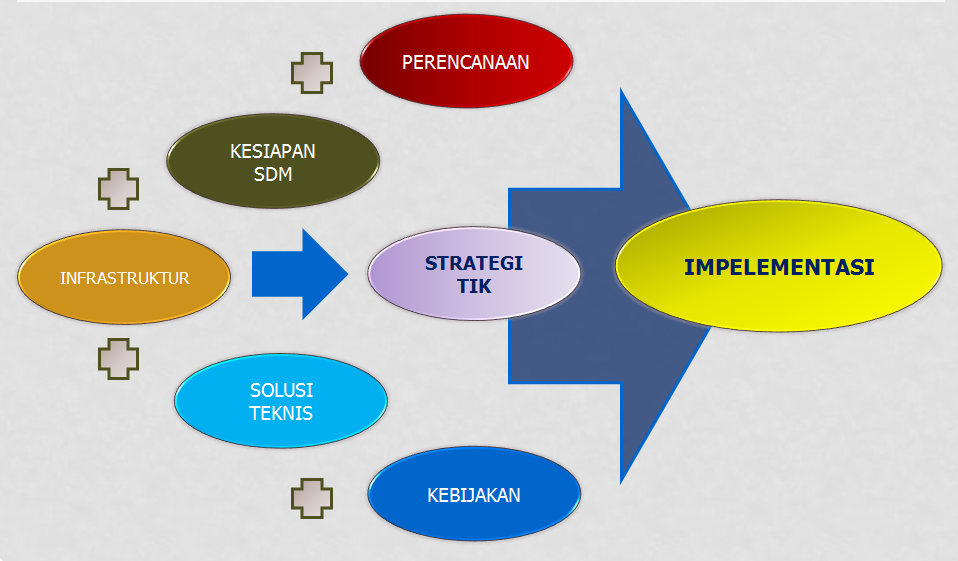 PERENCANAAN
KESIAPAN
SDM
INFRASTRUKTUR
STRATEGI
TIK
IMPELEMENTASI
SOLUSI
TEKNIS
KEBIJAKAN